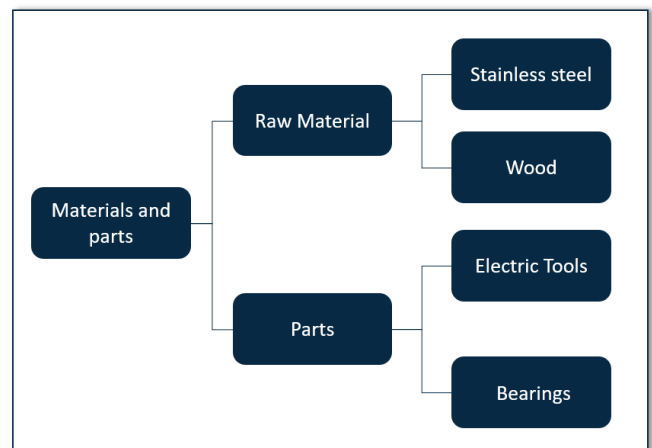 Stainless steel
Raw Material
Wood
Materials and
parts
Electric Tools
Parts
Bearings